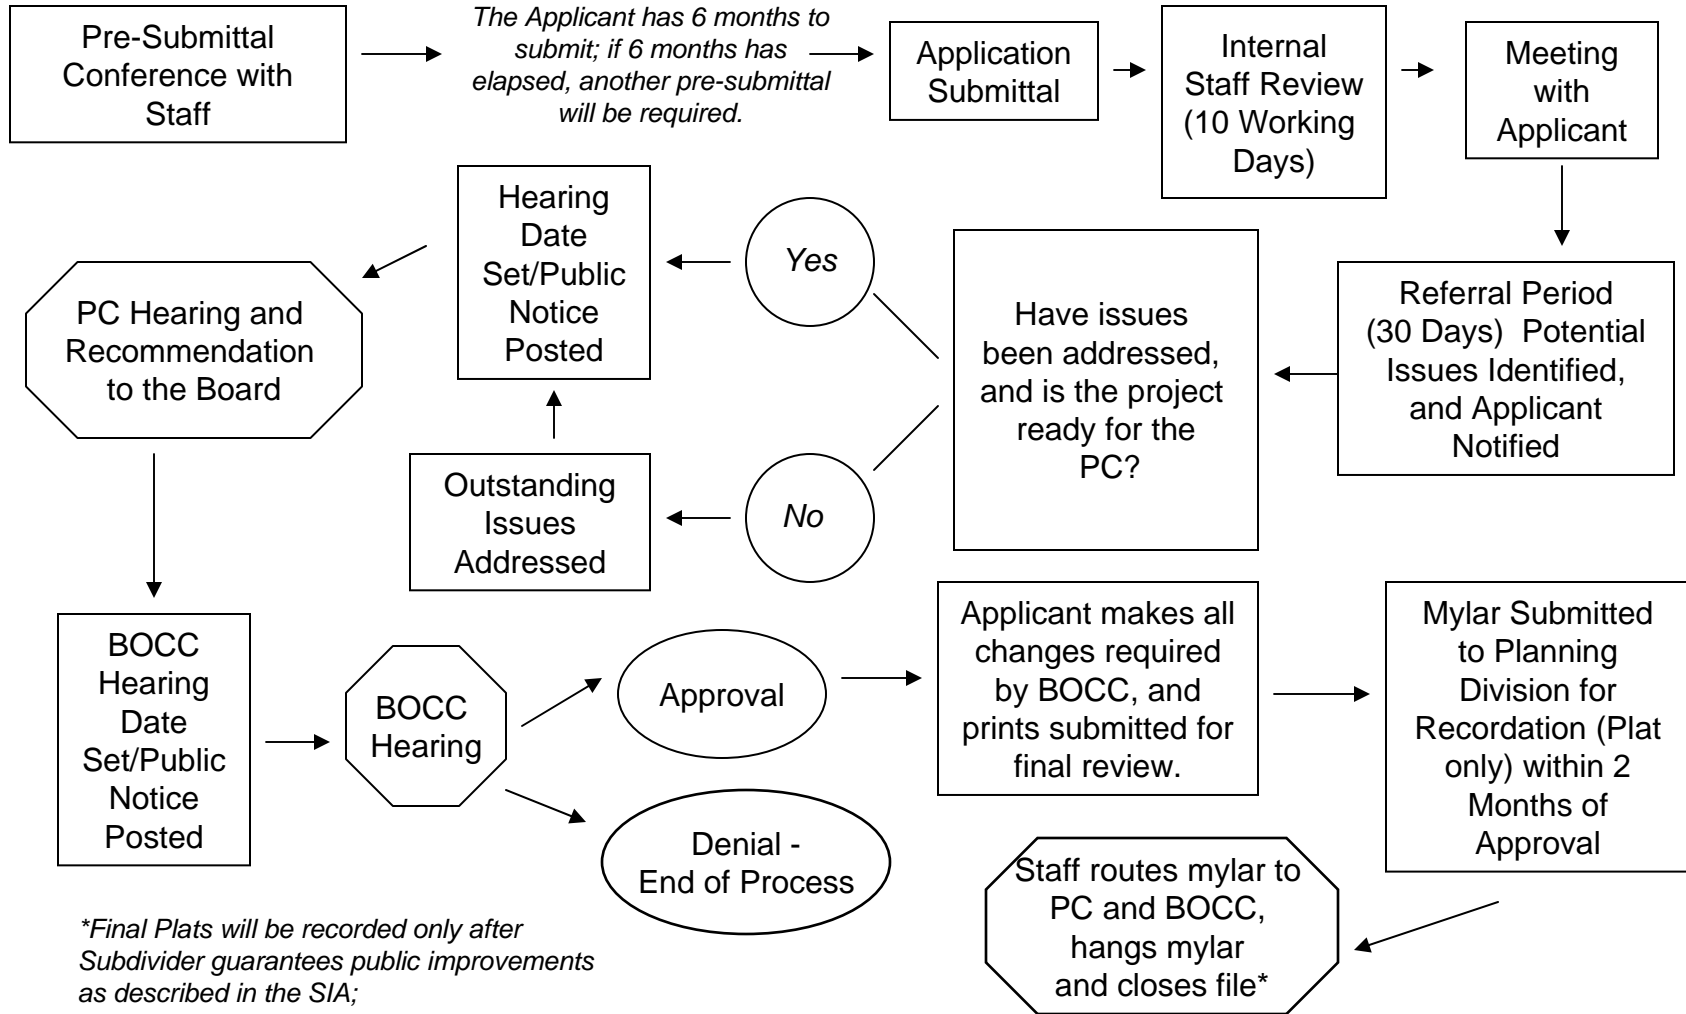 Pre-Submittal
Conference with
Staff
The Applicant has 6 months to
submit; if 6 months has
elapsed, another pre-submittal
will be required.
Application
Submittal
Internal
Staff Review
(10 Working
Days)
Meeting
with
Applicant
Referral Period
(30 Days)  Potential
Issues Identified,
and Applicant
Notified
Have issues
been addressed,
and is the project
ready for the
PC?
Yes
No
Hearing
Date
Set/Public
Notice
Posted
Outstanding
Issues
Addressed
PC Hearing and
Recommendation
to the Board
BOCC
Hearing
Date
Set/Public
Notice
Posted
BOCC
Hearing
Approval
Denial -
End of Process
Applicant makes all
changes required
by BOCC, and
prints submitted for
final review.
Mylar Submitted
to Planning
Division for
Recordation (Plat
only) within 2
Months of
Approval
Staff routes mylar to
PC and BOCC,
hangs mylar
and closes file*
*Final Plats will be recorded only after
Subdivider guarantees public improvements
as described in the SIA;